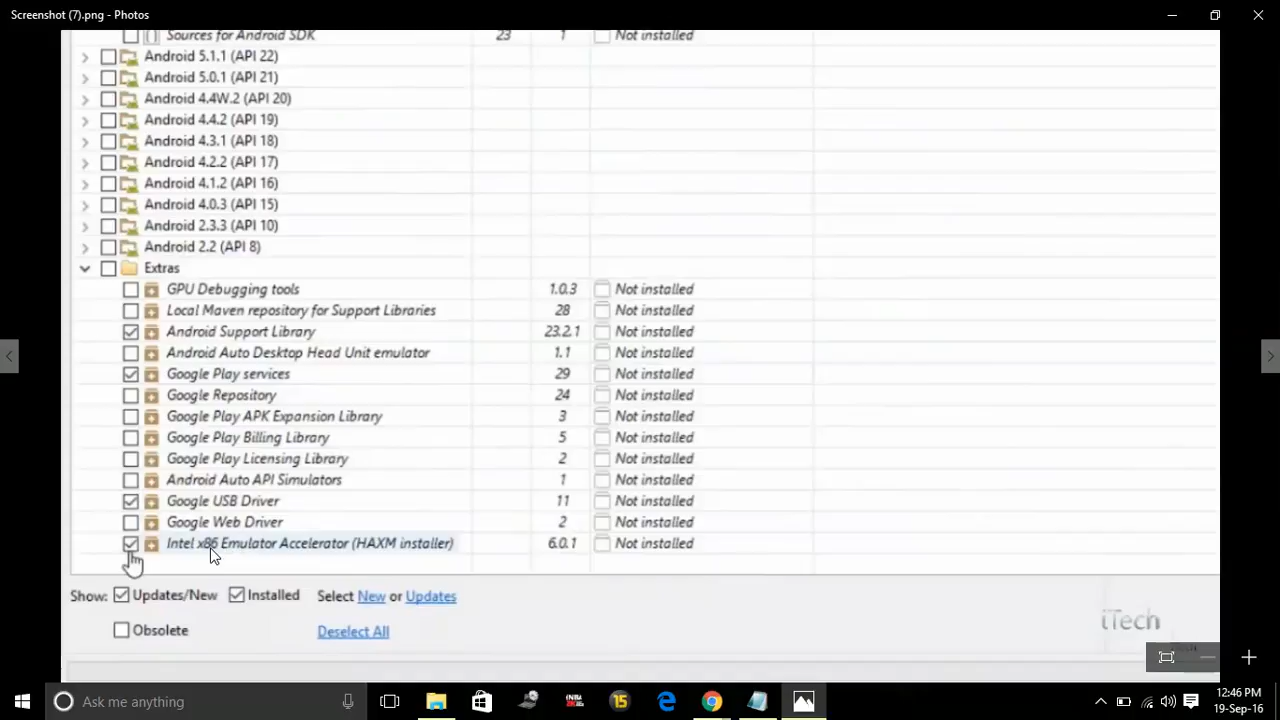 Screenshot (7).png - Photos
Sources for Android SDK 23 1 Not installed
Android 5.1.1 (API 22)
Android 5.0.1 (API 21)
Android 4.4W.2 (API 20)
Android 4.4.2 (API 19)
Android 4.3.1 (API 18)
Android 4.2.2 (API 17)
Android 4.1.2 (API 16)
Android 4.0.3 (API 15)
Android 2.3.3 (API 10)
Android 2.2 (API 8)
Extras
GPU Debugging tools 1.0.3 Not installed
Local Maven repository for Support Libraries 28 Not installed
Android Support Library 23.2.1 Not installed
Android Auto Desktop Head Unit emulator 1.1 Not installed
Google Play services 29 Not installed
Google Repository 24 Not installed
Google Play APK Expansion Library 3 Not installed
Google Play Billing Library 5 Not installed
Google Play Licensing Library 2 Not installed
Android Auto API Simulators 1 Not installed
Google USB Driver 11 Not installed
Google Web Driver 2 Not installed
Intel x86 Emulator Accelerator (HAXM installer) 6.0.1 Not installed
Show: Updates/New Installed Select New or Updates
iTech
Obsolete Deselect All
Ask me anything
15
12:46 PM
19-Sep-16